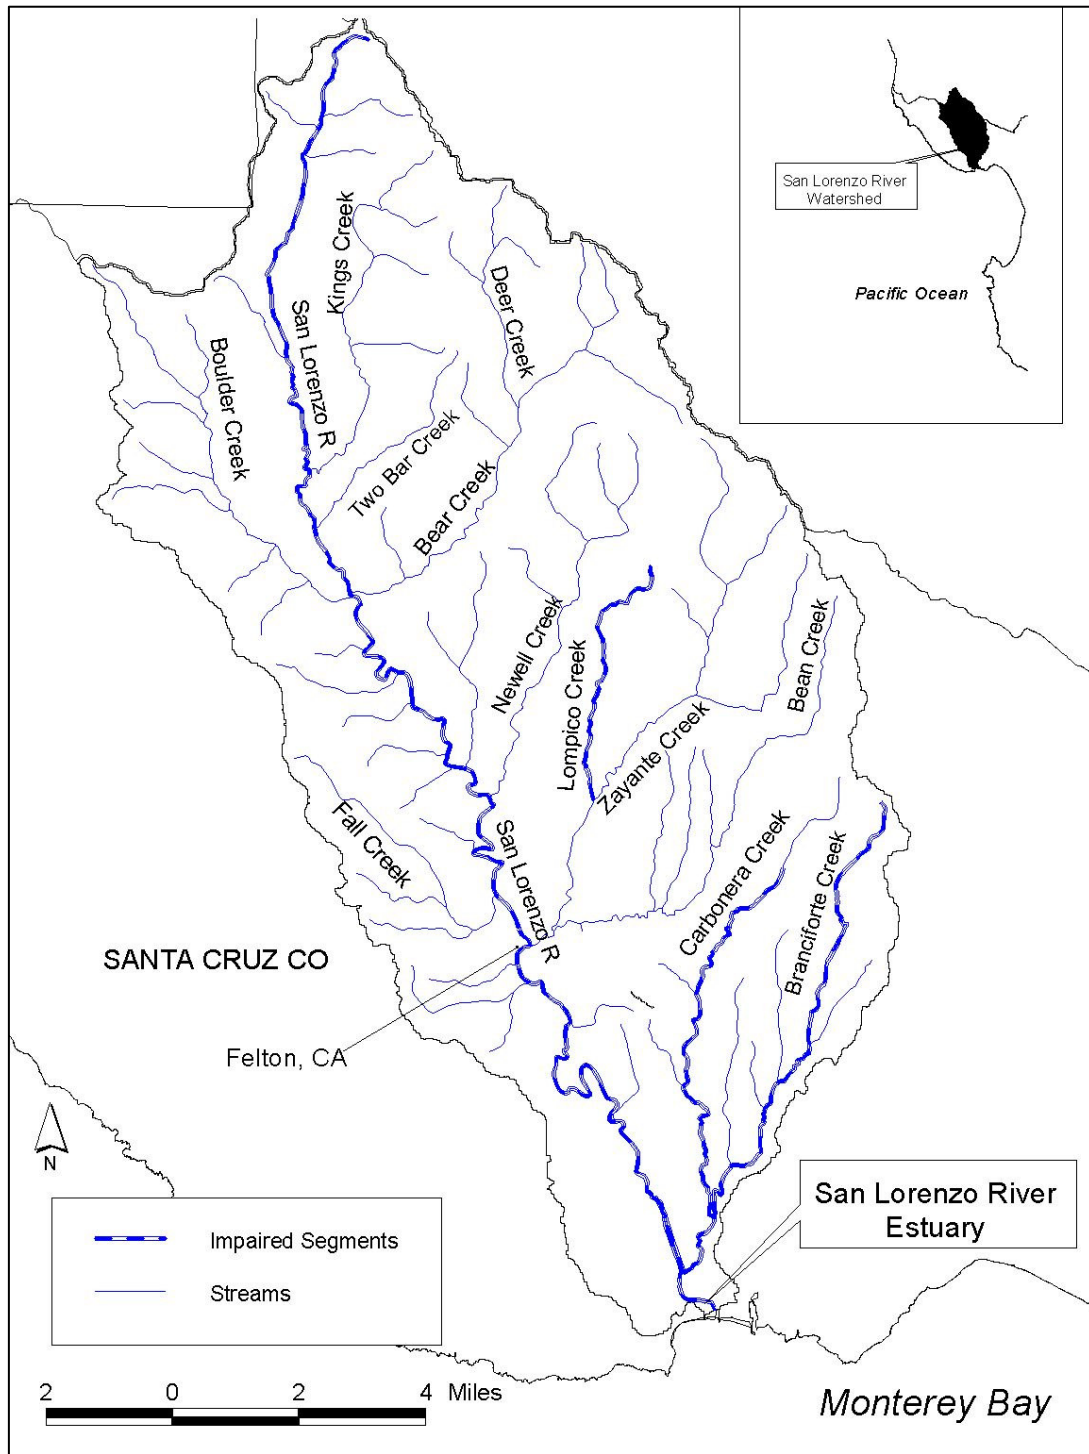 San Lorenzo River
Watershed
Pacific Ocean
Kings Creek
Deer Creek
San Lorenzo R
Boulder Creek
Two Bar Creek
Bear Creek
Newell Creek
Bean Creek
Lompico Creek
Zayante Creek
Fall Creek
San Lorenzo R
Carbonera Creek
Branciforte Creek
SANTA CRUZ CO
Felton, CA
N
San Lorenzo River
Estuary
Impaired Segments
Streams
2 0 2 4 Miles
Monterey Bay